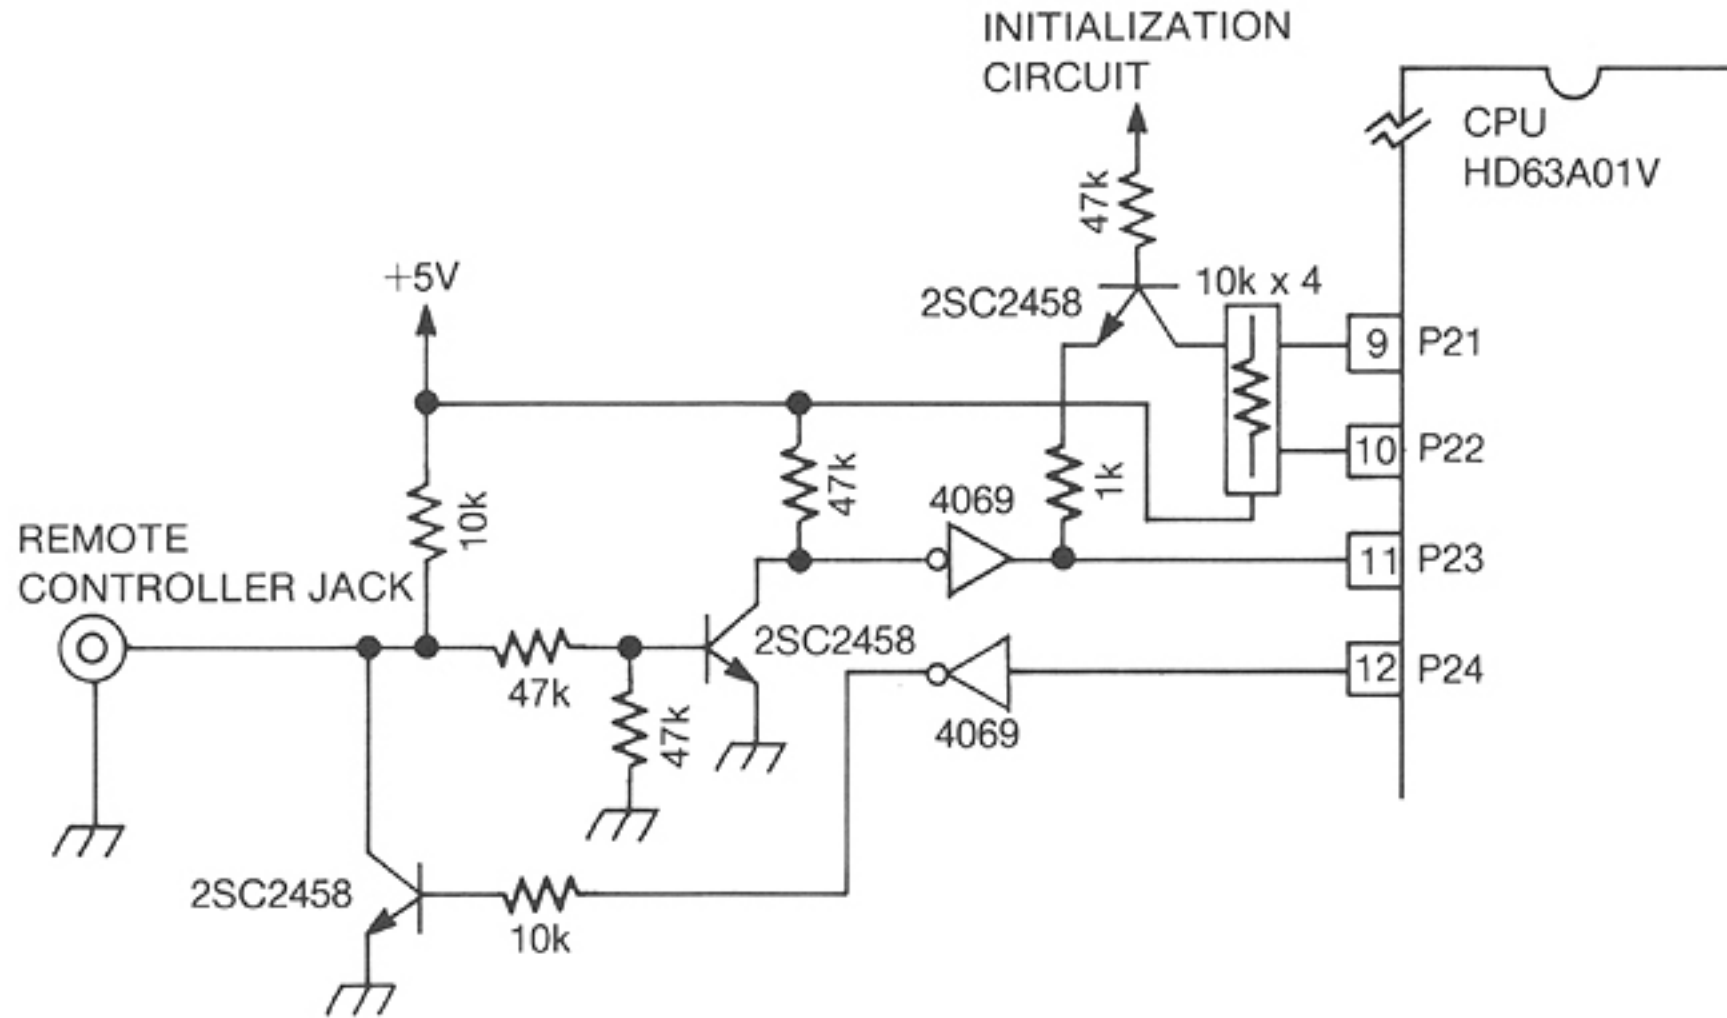 INITIALIZATION
CIRCUIT
CPU
HD63A01V
47k
+5V
2SC2458
10k x 4
9 P21
10 P22
10k
47k
4069
1k
REMOTE
CONTROLLER JACK
11 P23
2SC2458
12 P24
47k
47k
4069
2SC2458
10k